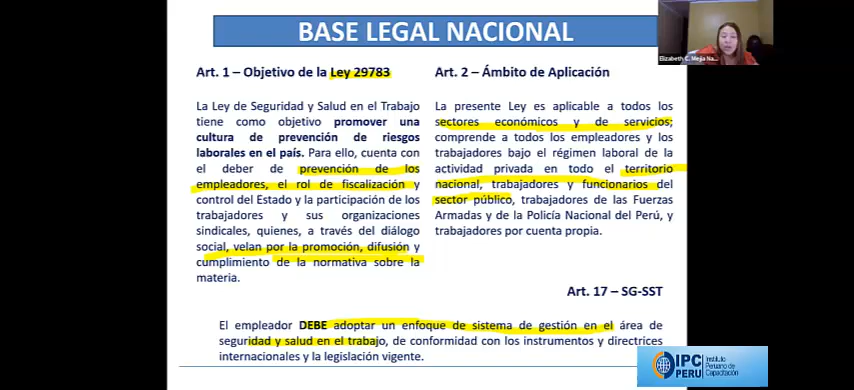 BASE LEGAL NACIONAL
Art. 1 – Objetivo de la Ley 29783
La Ley de Seguridad y Salud en el Trabajo
tiene como objetivo promover una
cultura de prevención de riesgos
laborales en el país. Para ello, cuenta con
el deber de prevención de los
empleadores, el rol de fiscalización y
control del Estado y la participación de los
trabajadores y sus organizaciones
sindicales, quienes, a través del diálogo
social, velan por la promoción, difusión y
cumplimiento de la normativa sobre la
materia.
Art. 2 – Ámbito de Aplicación
La presente Ley es aplicable a todos los
sectores económicos y de servicios;
comprende a todos los empleadores y los
trabajadores bajo el régimen laboral de la
actividad privada en todo el territorio
nacional, trabajadores y funcionarios del
sector público, trabajadores de las Fuerzas
Armadas y de la Policía Nacional del Perú, y
trabajadores por cuenta propia.
Art. 17 – SG-SST
El empleador DEBE adoptar un enfoque de sistema de gestión en el área de
seguridad y salud en el trabajo, de conformidad con los instrumentos y directrices
internacionales y la legislación vigente.
Elizabeth C. Mejia Na...
IPC PERU
Instituto
Peruano de
Capacitación